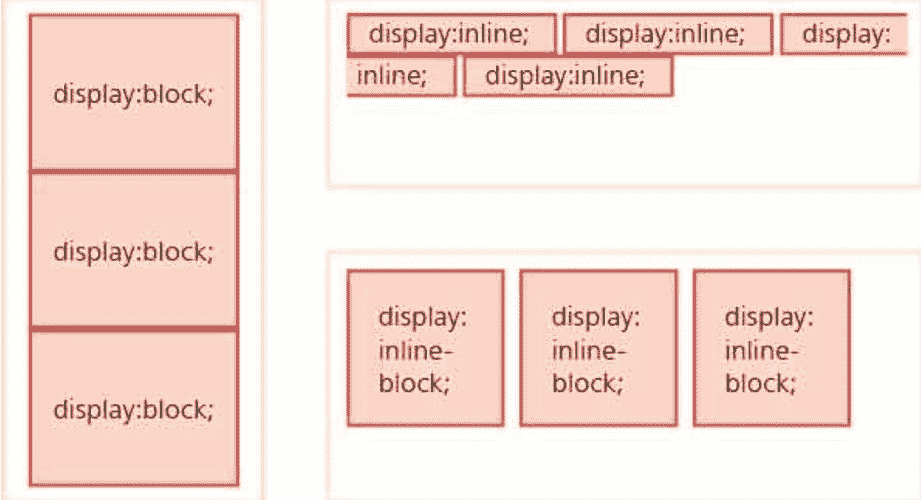 display:block;
display:block;
display:block;
display:inline; display:inline; display:
inline; display:inline;
display:
inline-
block;
display:
inline-
block;
display:
inline-
block;